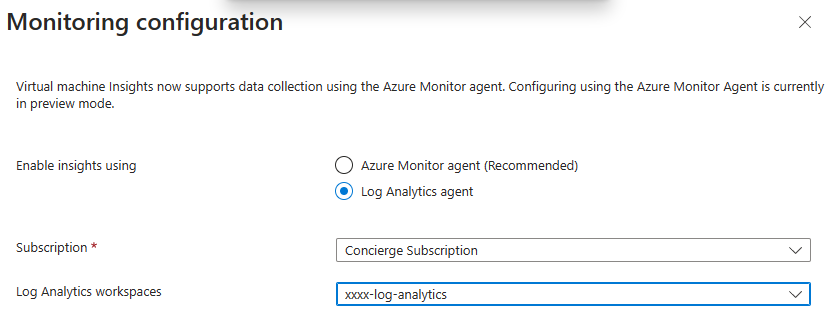 Monitoring configuration
Virtual machine Insights now supports data collection using the Azure Monitor agent. Configuring using the Azure Monitor Agent is currently
in preview mode.
Enable insights using
Azure Monitor agent (Recommended)
Log Analytics agent
Subscription *
Concierge Subscription
Log Analytics workspaces
xxxx-log-analytics